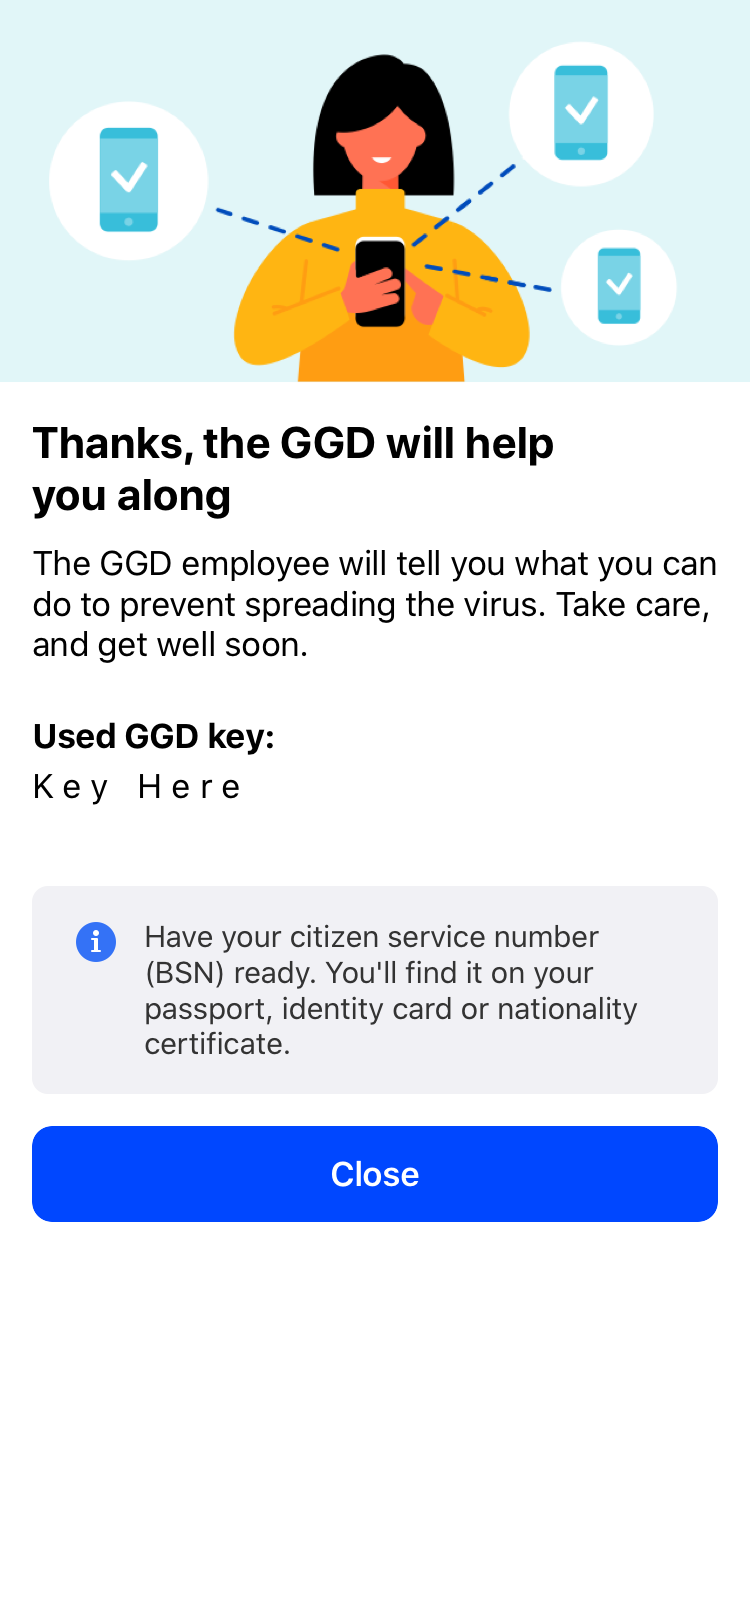 Thanks, the GGD will help
you along
The GGD employee will tell you what you can
do to prevent spreading the virus. Take care,
and get well soon.
Used GGD key:
Key Here
Have your citizen service number
(BSN) ready. You'll find it on your
passport, identity card or nationality
certificate.
Close